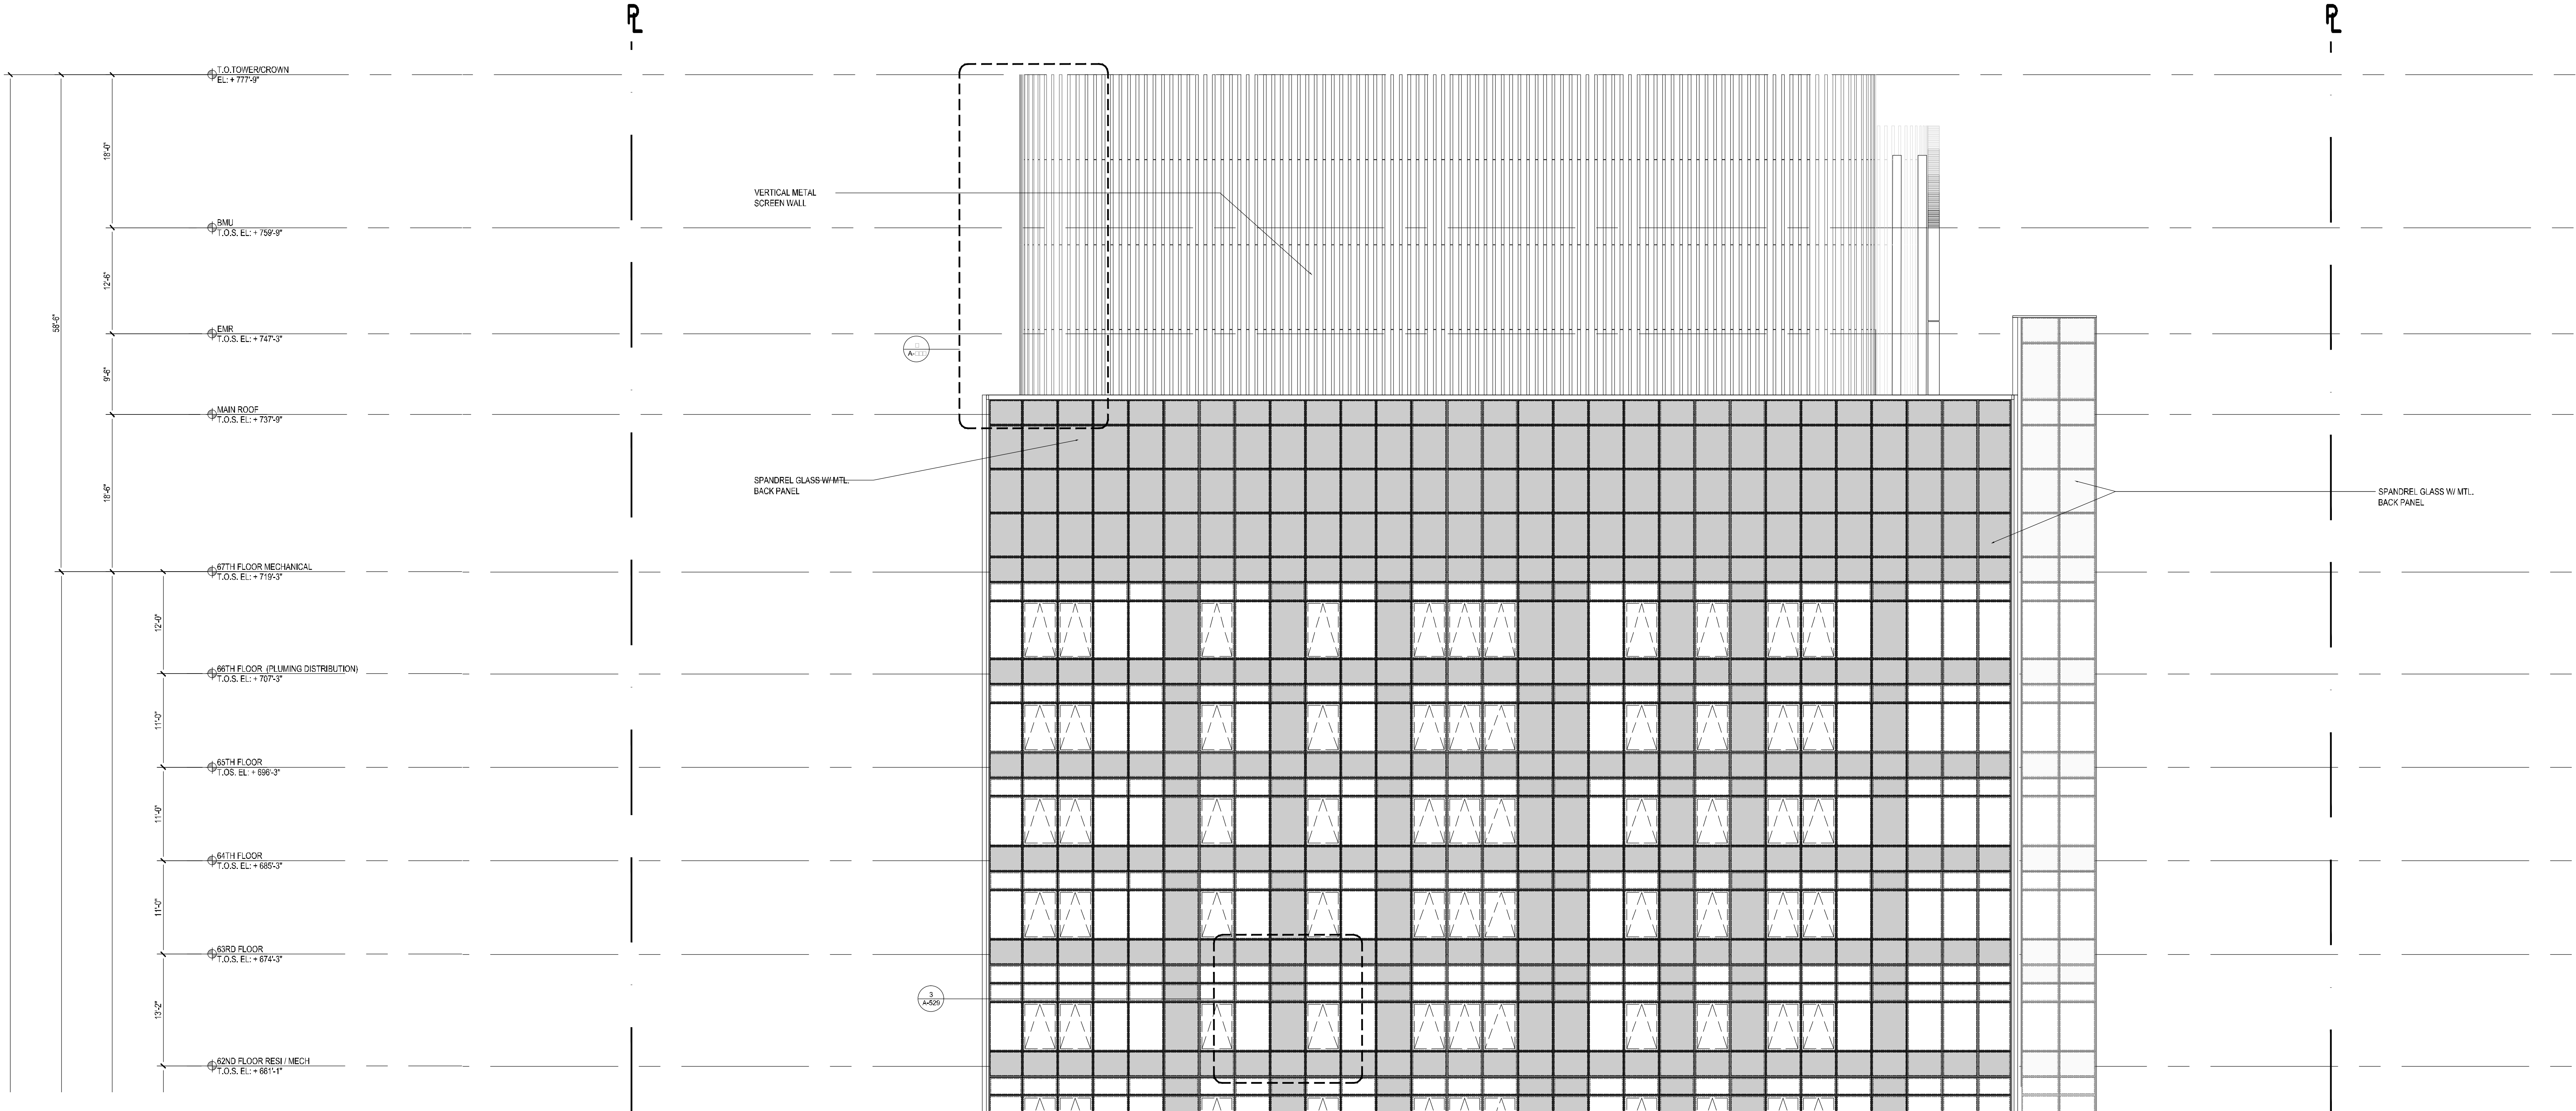 PL
PL
T.O.TOWER/CROWN
EL: + 777'-9"
18'-0"
VERTICAL METAL
SCREEN WALL
BMU
T.O.S. EL: + 759'-9"
12'-6"
58'-6"
EMR
T.O.S. EL: + 747'-3"
A-
9'-6"
MAIN ROOF
T.O.S. EL: + 737'-9"
18'-6"
SPANDREL GLASS W/ MTL.
BACK PANEL
SPANDREL GLASS W/ MTL.
BACK PANEL
67TH FLOOR MECHANICAL
T.O.S. EL: + 719'-3"
12'-0"
66TH FLOOR (PLUMING DISTRIBUTION)
T.O.S. EL: + 707'-3"
11'-0"
65TH FLOOR
T.OS. EL: + 696'-3"
11'-0"
64TH FLOOR
T.O.S. EL: + 685'-3"
11'-0"
63RD FLOOR
T.O.S. EL: + 674'-3"
3
A-529
13'-2"
62ND FLOOR RESI / MECH
T.O.S. EL: + 661'-1"